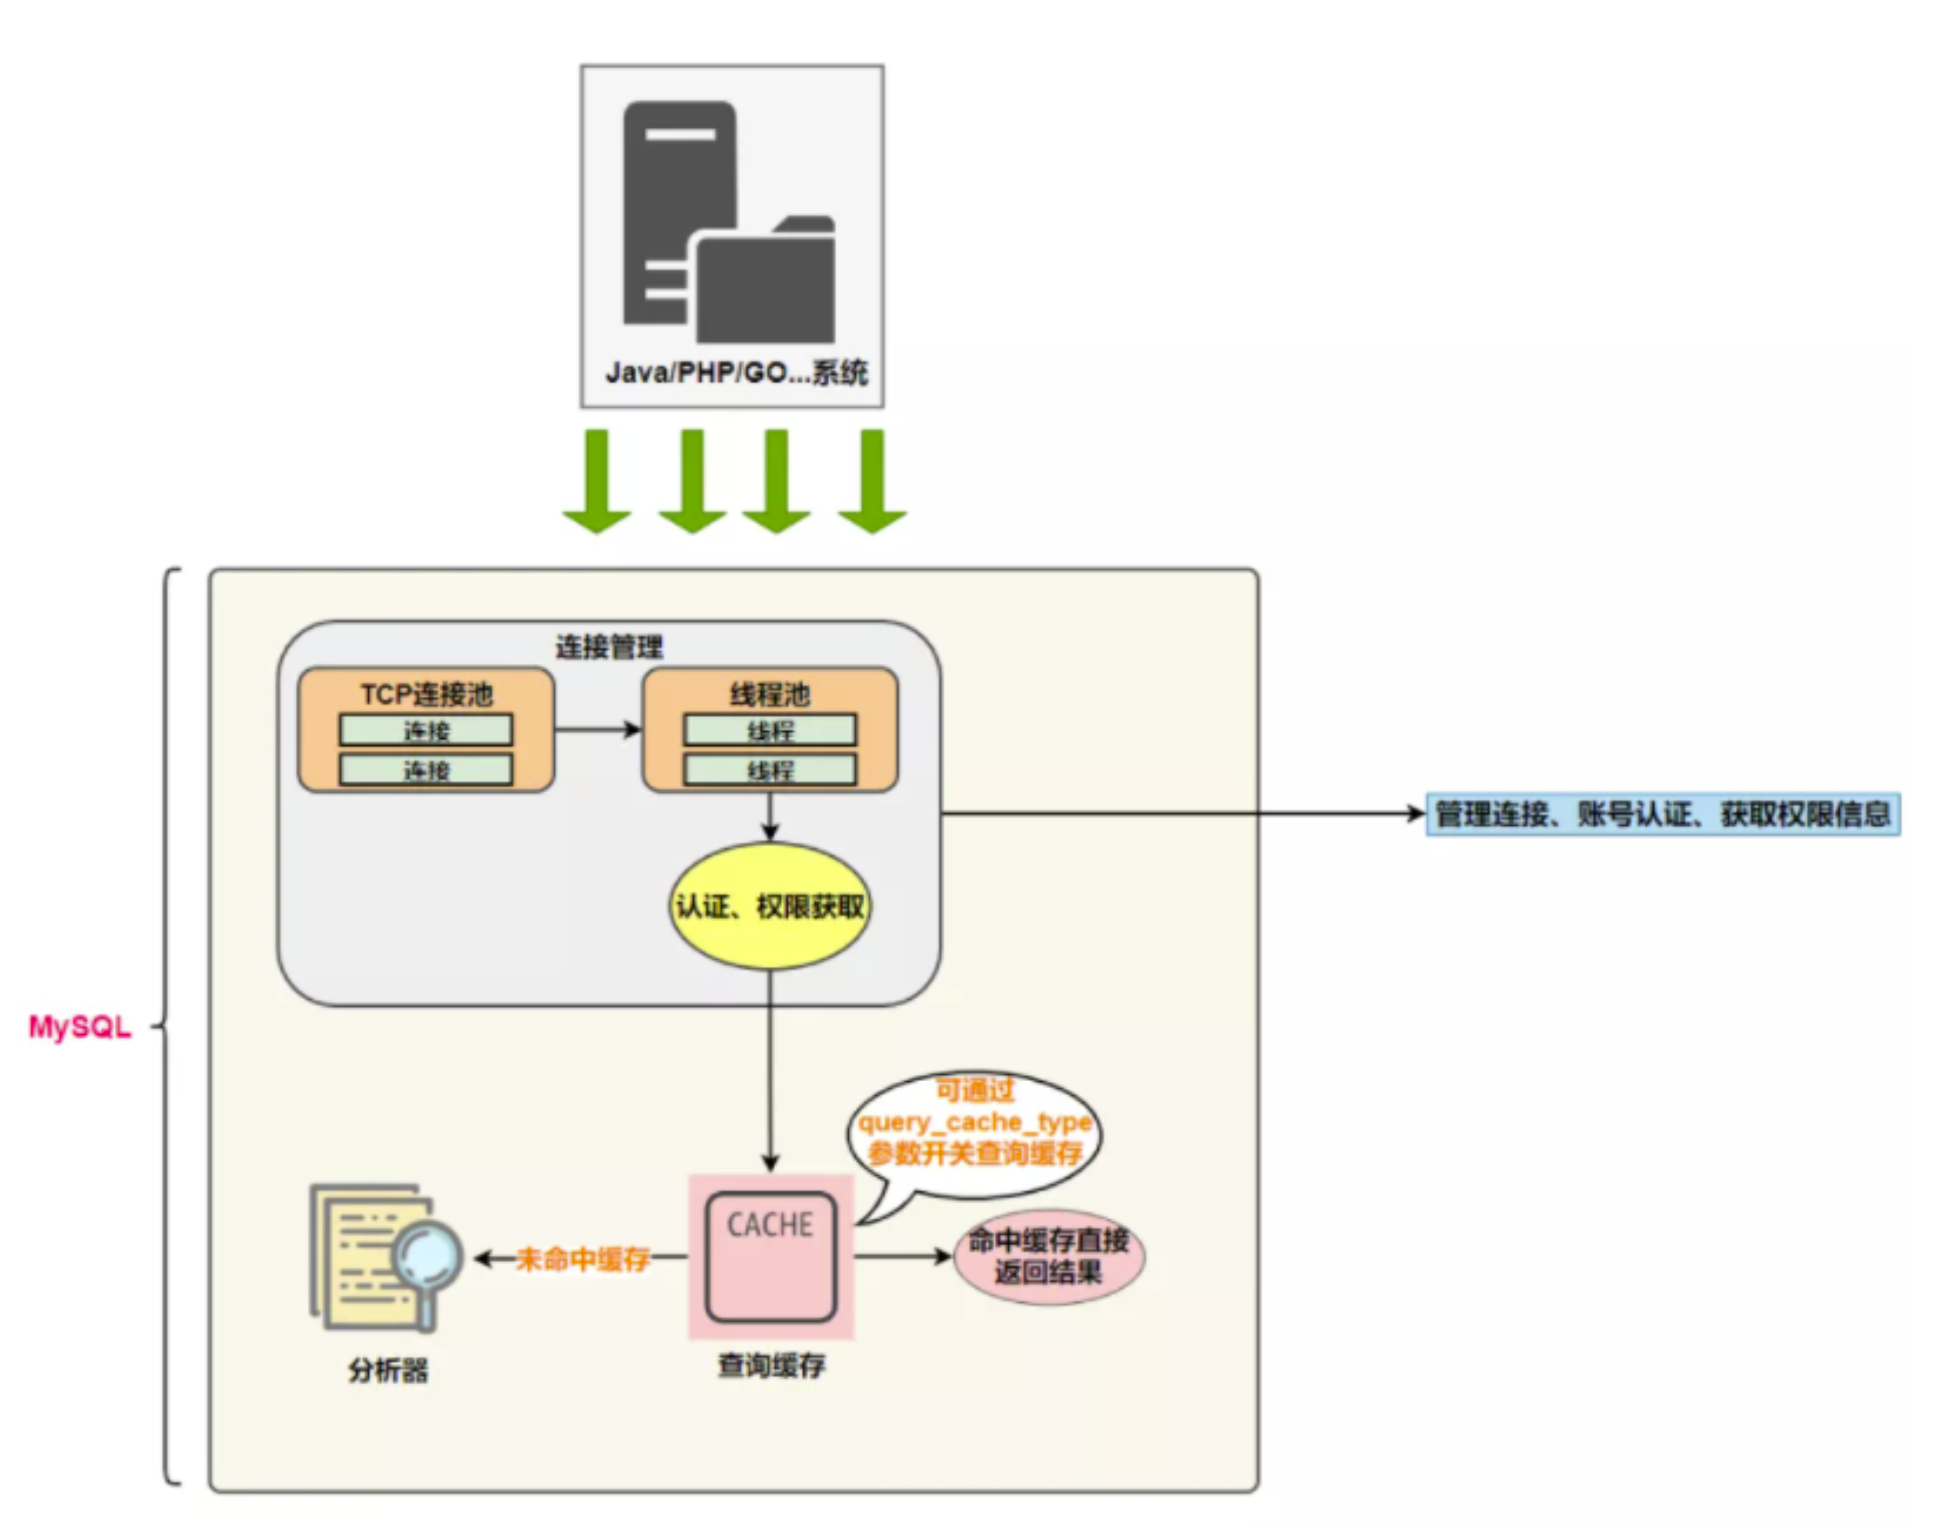 Java/PHP/GO...系统
连接管理
TCP连接池
连接
连接
线程池
线程
线程
认证、权限获取
管理连接、账号认证、获取权限信息
MySQL
可通过
query_cache_type
参数开关查询缓存
CACHE
查询缓存
命中缓存直接
返回结果
未命中缓存
分析器